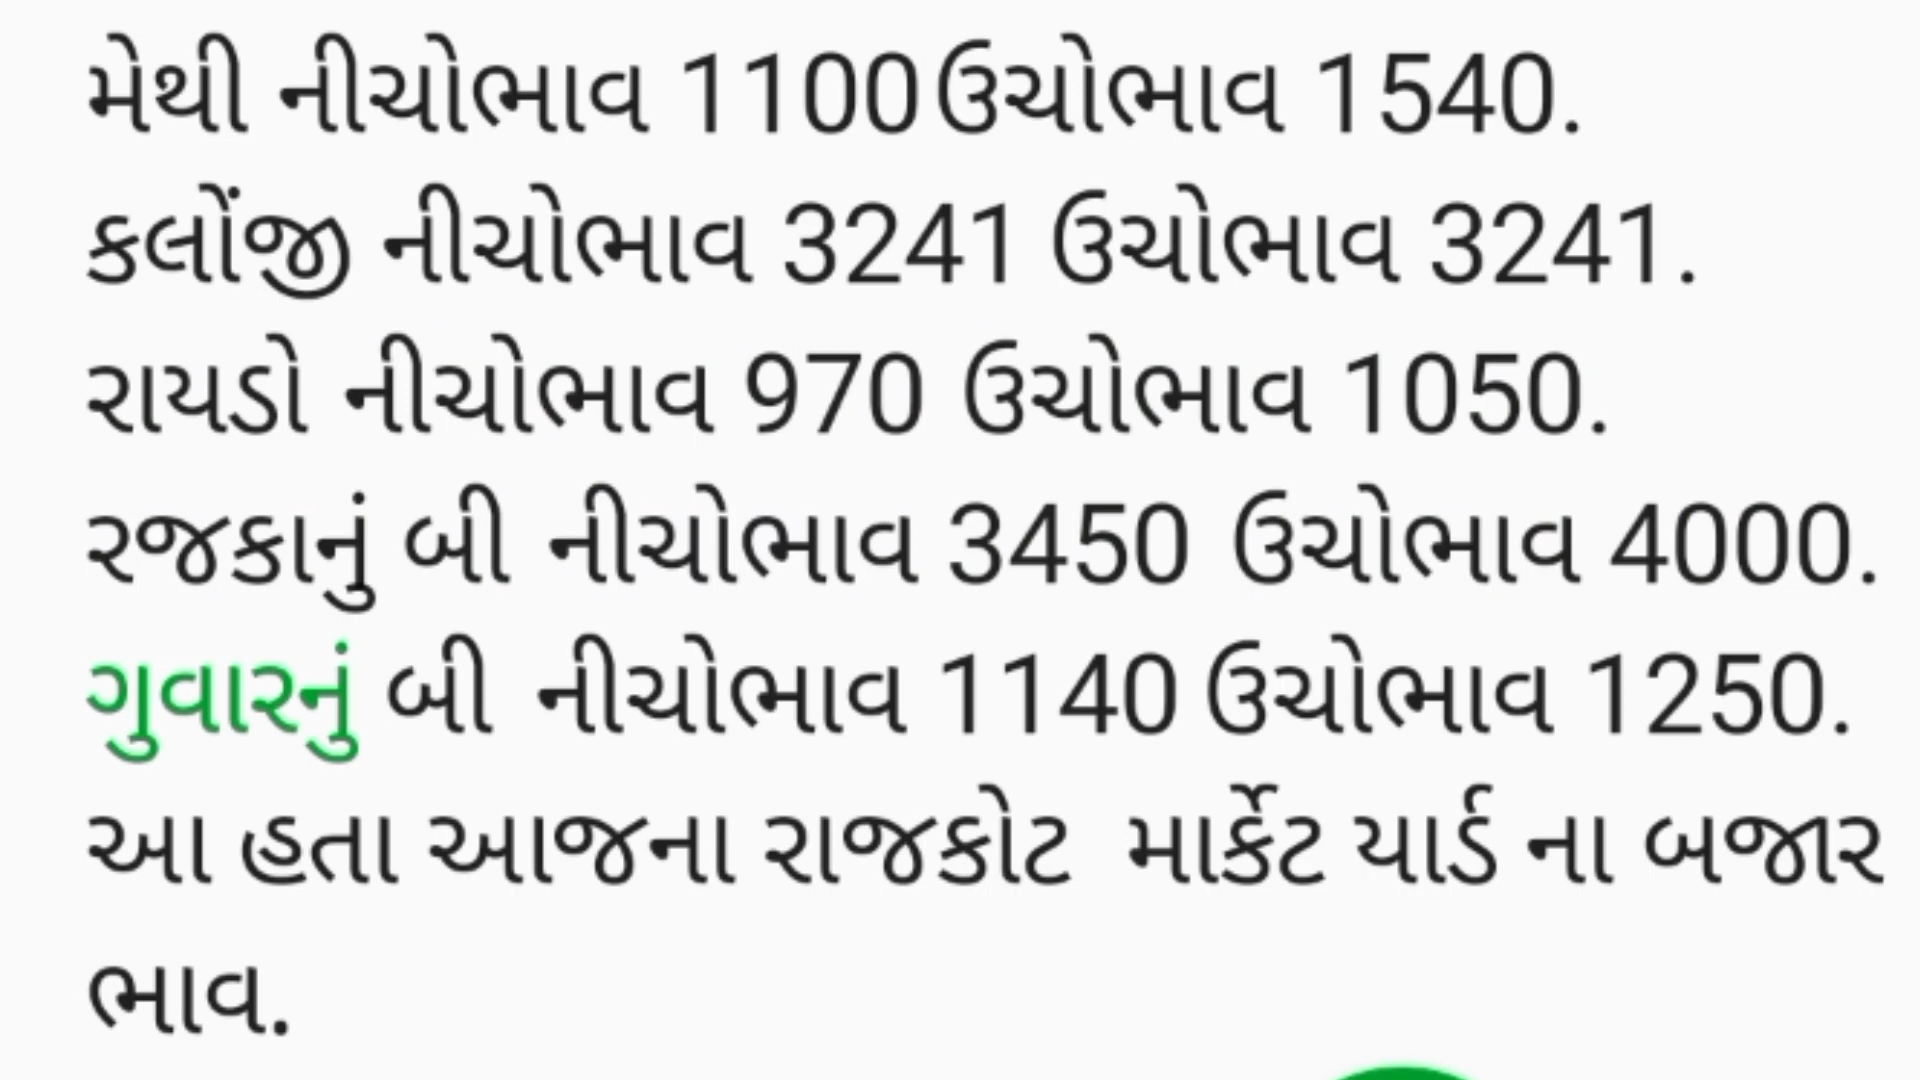 મેથી નીચોભાવ 1100 ઉચોભાવ 1540.
કલોંજી નીચોભાવ 3241 ઉચોભાવ 3241.
રાયડો નીચોભાવ 970 ઉચોભાવ 1050.
રજકાનું બી નીચોભાવ 3450 ઉચોભાવ 4000.
ગુવારનું બી નીચોભાવ 1140 ઉચોભાવ 1250.
આ હતા આજના રાજકોટ માર્કેટ યાર્ડ ના બજાર
ભાવ.